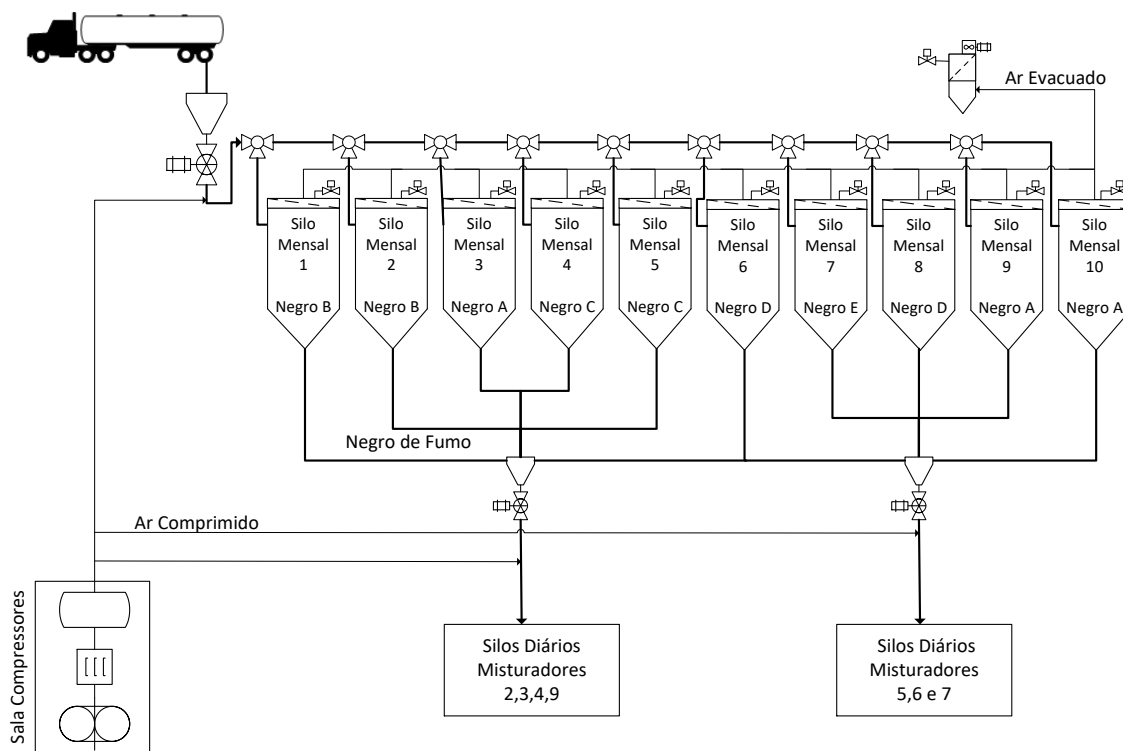 Ar Evacuado
Silo
Mensal
1
Negro B
Silo
Mensal
2
Negro B
Silo
Mensal
3
Negro A
Silo
Mensal
4
Negro C
Silo
Mensal
5
Negro C
Silo
Mensal
6
Negro D
Silo
Mensal
7
Negro E
Silo
Mensal
8
Negro D
Silo
Mensal
9
Negro A
Silo
Mensal
10
Negro A
Negro de Fumo
Ar Comprimido
Sala Compressores
Silos Diários
Misturadores
2,3,4,9
Silos Diários
Misturadores
5,6 e 7